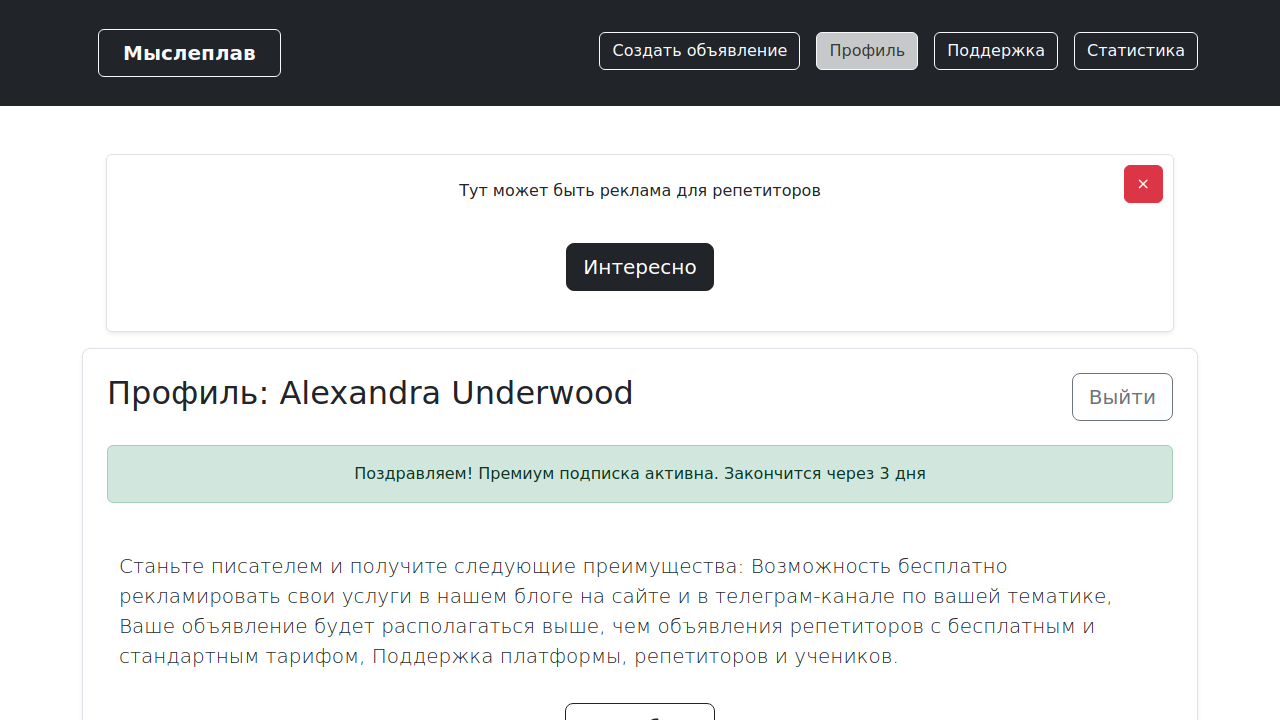 Мыслеплав
Создать объявление
Профиль
Поддержка
Статистика
Тут может быть реклама для репетиторов
×
Интересно
Профиль: Alexandra Underwood
Выйти
Поздравляем! Премиум подписка активна. Закончится через 3 дня
Станьте писателем и получите следующие преимущества: Возможность бесплатно
рекламировать свои услуги в нашем блоге на сайте и в телеграм-канале по вашей тематике,
Ваше объявление будет располагаться выше, чем объявления репетиторов с бесплатным и
стандартным тарифом, Поддержка платформы, репетиторов и учеников.